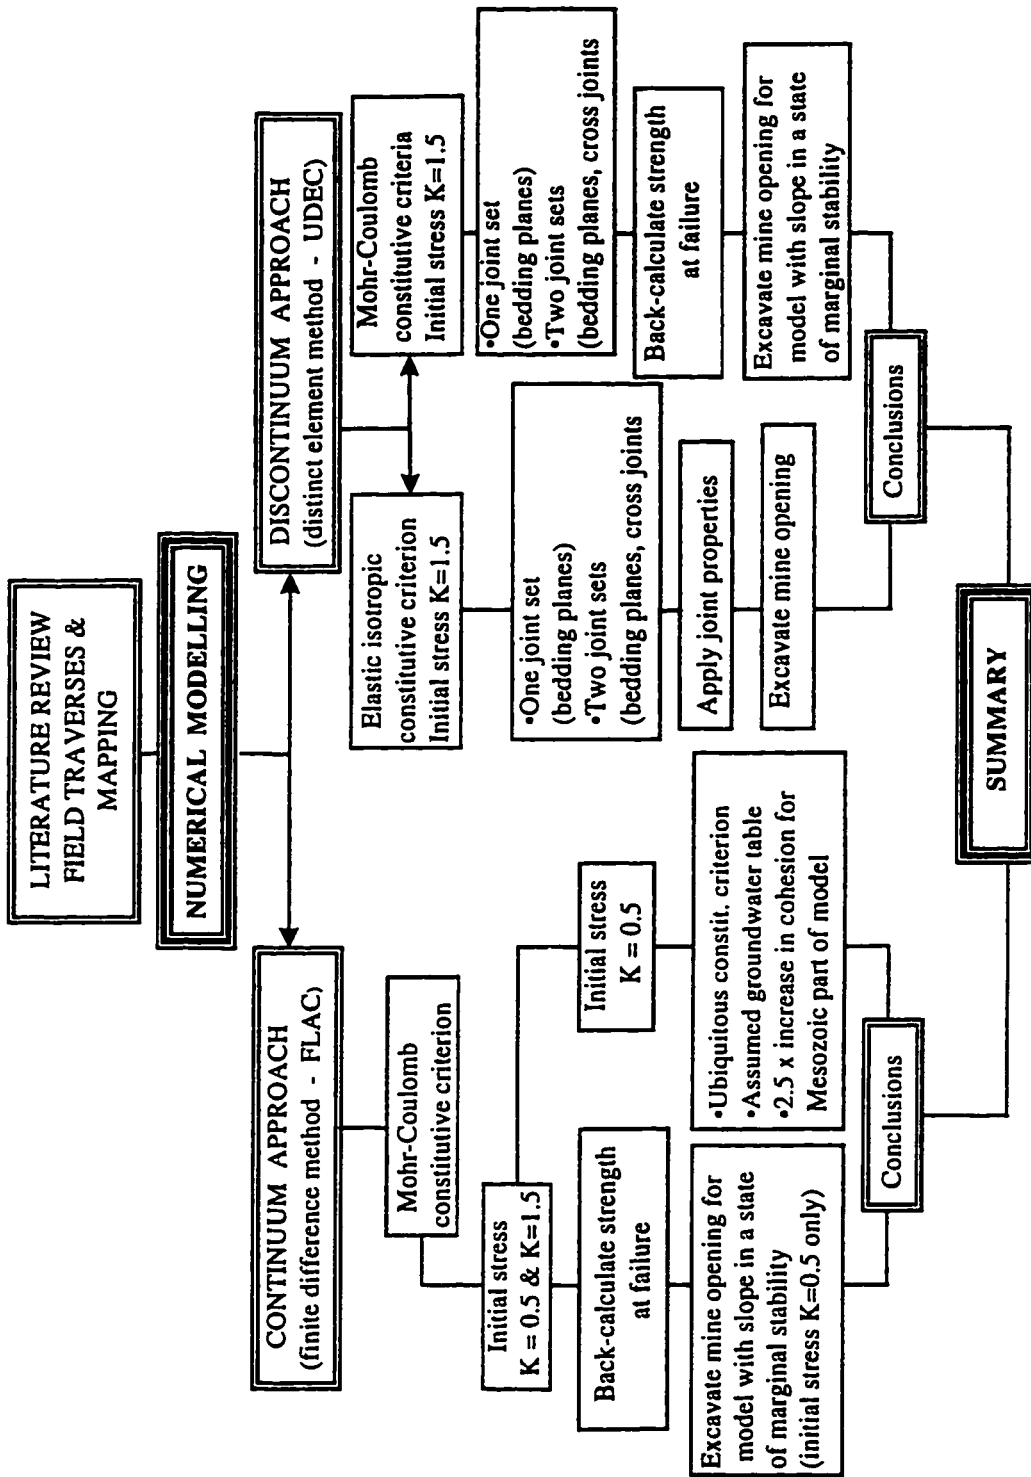 LITERATURE REVIEW
FIELD TRAVERSES &
MAPPING
NUMERICAL MODELLING
CONTINUUM APPROACH
(finite difference method - FLAC)
Mohr-Coulomb
constitutive criterion
Initial stress
K = 0.5 & K=1.5
Back-calculate strength
at failure
Excavate mine opening for
model with slope in a state
of marginal stability
(initial stress K=0.5 only)
Initial stress
K = 0.5
•Ubiquitous constit. criterion
•Assumed groundwater table
•2.5 x increase in cohesion for
Mesozoic part of model
Conclusions
DISCONTINUUM APPROACH
(distinct element method - UDEC)
Elastic isotropic
constitutive criterion
Initial stress K=1.5
•One joint set
(bedding planes)
•Two joint sets
(bedding planes, cross joints)
Apply joint properties
Excavate mine opening
Mohr-Coulomb
constitutive criteria
Initial stress K=1.5
•One joint set
(bedding planes)
•Two joint sets
(bedding planes, cross joints)
Back-calculate strength
at failure
Excavate mine opening for
model with slope in a state
of marginal stability
Conclusions
SUMMARY